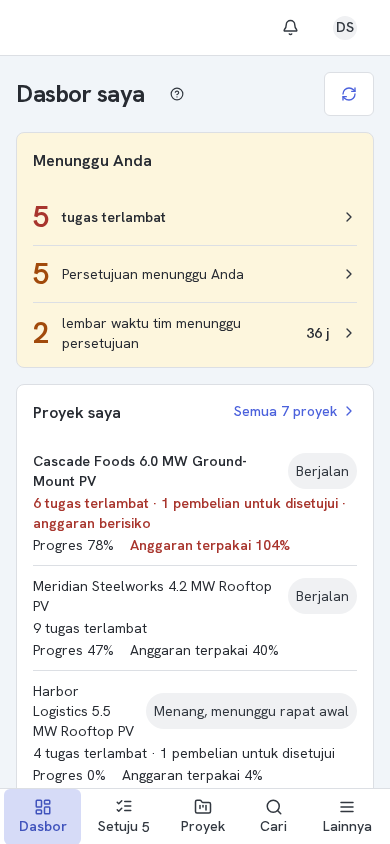 DS
Dasbor saya
Menunggu Anda
5 tugas terlambat
5 Persetujuan menunggu Anda
2 lembar waktu tim menunggu
persetujuan
36 j
Proyek saya
Semua 7 proyek
Cascade Foods 6.0 MW Ground-
Mount PV
Berjalan
6 tugas terlambat · 1 pembelian untuk disetujui ·
anggaran berisiko
Progres 78% Anggaran terpakai 104%
Meridian Steelworks 4.2 MW Rooftop
PV
Berjalan
9 tugas terlambat
Progres 47% Anggaran terpakai 40%
Harbor
Logistics 5.5
MW Rooftop PV
Menang, menunggu rapat awal
4 tugas terlambat · 1 pembelian untuk disetujui
Progres 0% Anggaran terpakai 4%
Dasbor
Setuju 5
Proyek
Cari
Lainnya